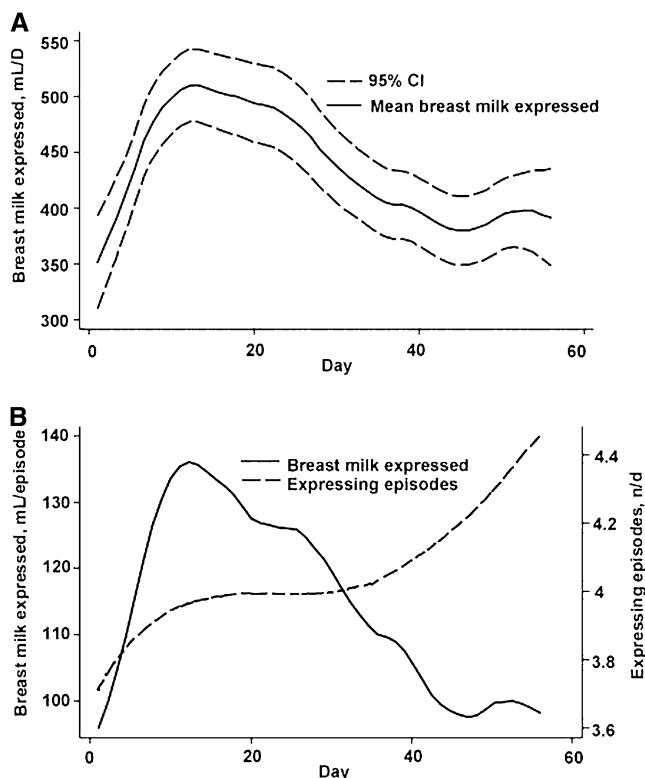 A
Breast milk expressed, mL/D
550
500
450
400
350
300
95% CI
Mean breast milk expressed
0
20
40
60
Day
B
Breast milk expressed, mL/episode
140
130
120
110
100
Breast milk expressed
Expressing episodes
4.4
4.2
4
3.8
3.6
Expressing episodes, n/d
0
20
40
60
Day